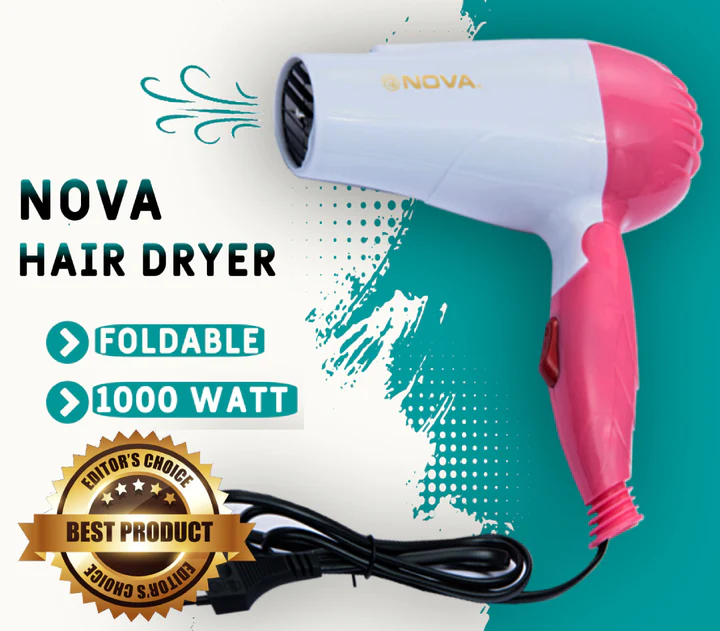 NOVA
NOVA
HAIR DRYER
FOLDABLE
1000 WATT
EDITOR'S CHOICE
BEST PRODUCT
EDITOR'S CHOICE